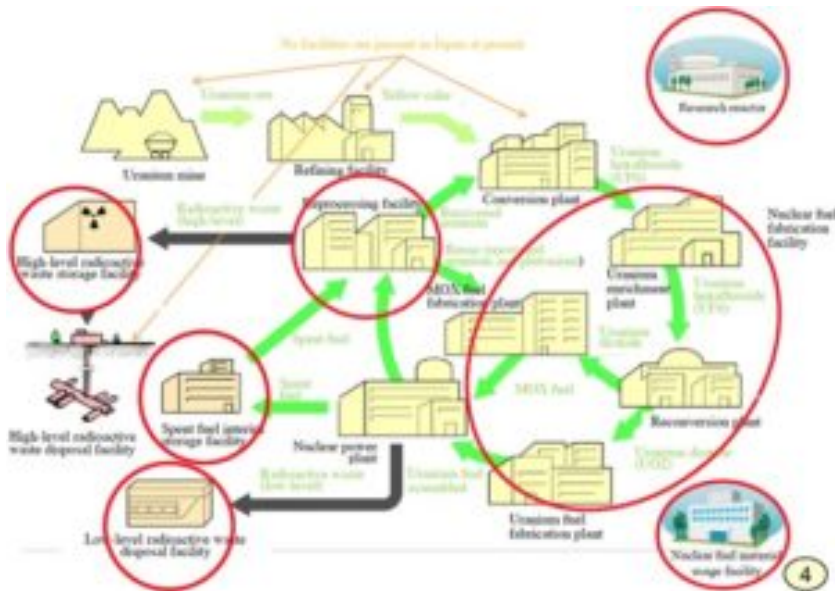 No facilities are present in Japan at present
Uranium ore
Yellow cake
Research reactor
Uranium mine
Refining facility
Conversion plant
Uranium
hexafluoride
(UF6)
Reprocessing facility
Radioactive waste
(high level)
Recovered
uranium
Nuclear fuel
fabrication
facility
High-level radioactive
waste storage facility
MOX fuel
fabrication plant
Uranium
enrichment
plant
Uranium
hexafluoride
(UF6)
Uranium
dioxide
Spent fuel
Spent
fuel
MOX fuel
Reconversion plant
High-level radioactive
waste disposal facility
Spent fuel interim
storage facility
Nuclear power
plant
Uranium dioxide
(UO2)
Radioactive waste
(low level)
Uranium fuel
assembled
Uranium fuel
fabrication plant
Low-level radioactive waste
disposal facility
Nuclear fuel material
usage facility
4